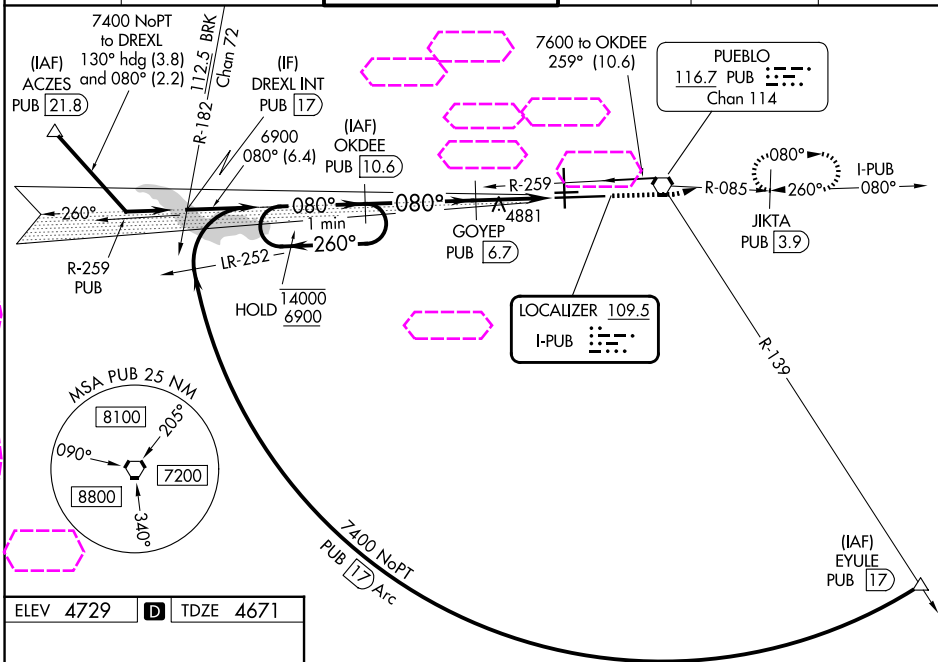 7400 NoPT
to DREXL
130° hdg (3.8)
and 080° (2.2)
(IAF)
ACZES
PUB 21.8
R-182
112.5 BRK
Chan 72
(IF)
DREXL INT
PUB 17
6900
080° (6.4)
(IAF)
OKDEE
PUB 10.6
7600 to OKDEE
259° (10.6)
PUEBLO
116.7 PUB
Chan 114
260°
R-259
PUB
080°
1 min
260°
080°
R-259
4881
GOYEP
PUB 6.7
R-085
080°
260°
I-PUB
080°
JIKTA
PUB 3.9
LR-252
HOLD 14000
6900
LOCALIZER 109.5
I-PUB
R-139
MSA PUB 25 NM
8100
205°
090°
7200
8800
340°
7400 NoPT
PUB 17 Arc
(IAF)
EYULE
PUB 17
ELEV 4729 D TDZE 4671